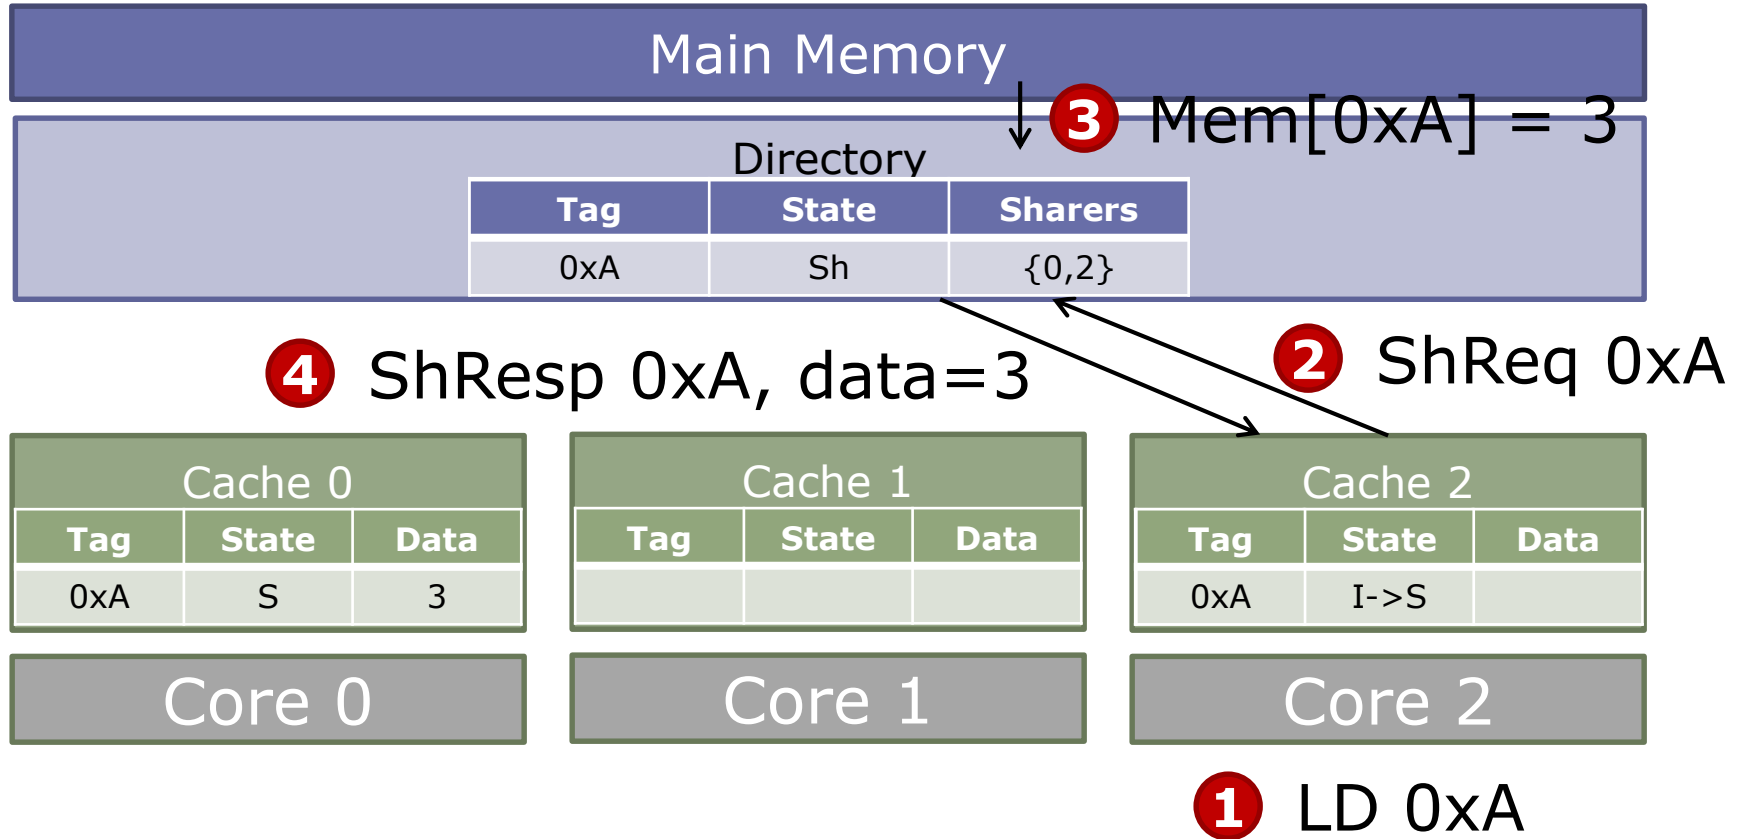 Main Memory
3 Mem[0xA] = 3
Directory
Tag State Sharers
0xA Sh {0,2}
4 ShResp 0xA, data=3
2 ShReq 0xA
Cache 0
Tag State Data
0xA S 3
Cache 1
Tag State Data
Cache 2
Tag State Data
0xA I->S
Core 0
Core 1
Core 2
1 LD 0xA